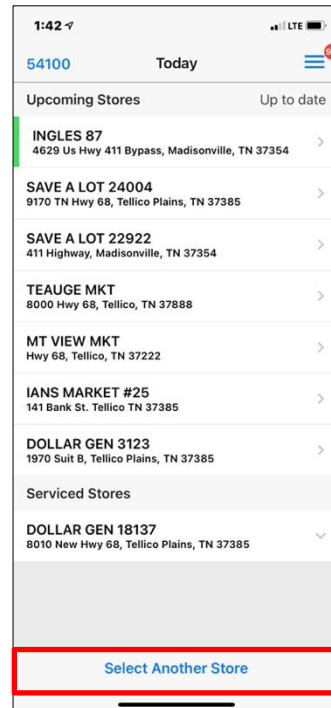 1:42
LTE
54100
Today
9
Upcoming Stores
Up to date
INGLES 87
4629 Us Hwy 411 Bypass, Madisonville, TN 37354
SAVE A LOT 24004
9170 TN Hwy 68, Tellico Plains, TN 37385
SAVE A LOT 22922
411 Highway, Madisonville, TN 37354
TEAUGE MKT
8000 Hwy 68, Tellico, TN 37888
MT VIEW MKT
Hwy 68, Tellico, TN 37222
IANS MARKET #25
141 Bank St. Tellico TN 37385
DOLLAR GEN 3123
1970 Suit B, Tellico Plains, TN 37385
Serviced Stores
DOLLAR GEN 18137
8010 New Hwy 68, Tellico Plains, TN 37385
Select Another Store